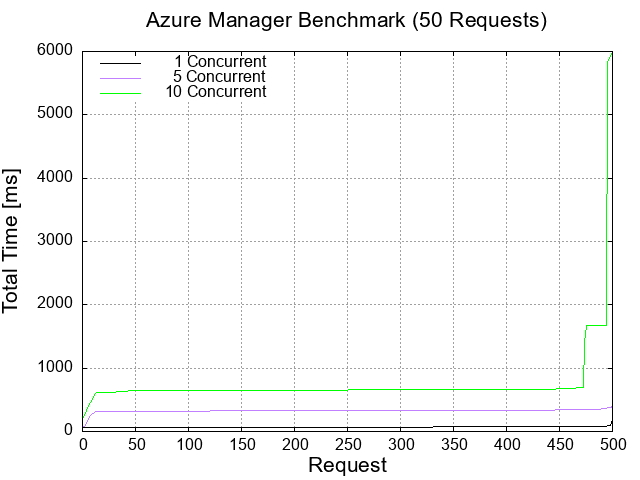 Azure Manager Benchmark (50 Requests)
6000
5000
4000
3000
2000
1000
0
Total Time [ms]
1 Concurrent
5 Concurrent
10 Concurrent
0 50 100 150 200 250 300 350 400 450 500
Request